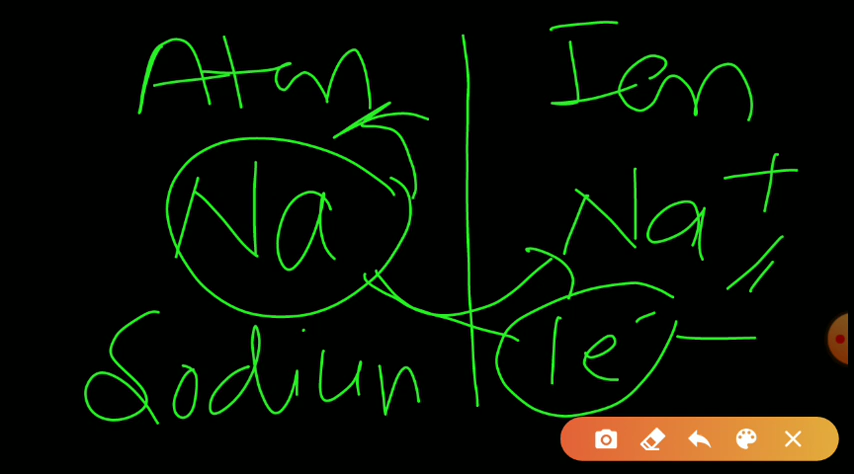 Atom
Na
Sodium
Ion
Na+
1e-